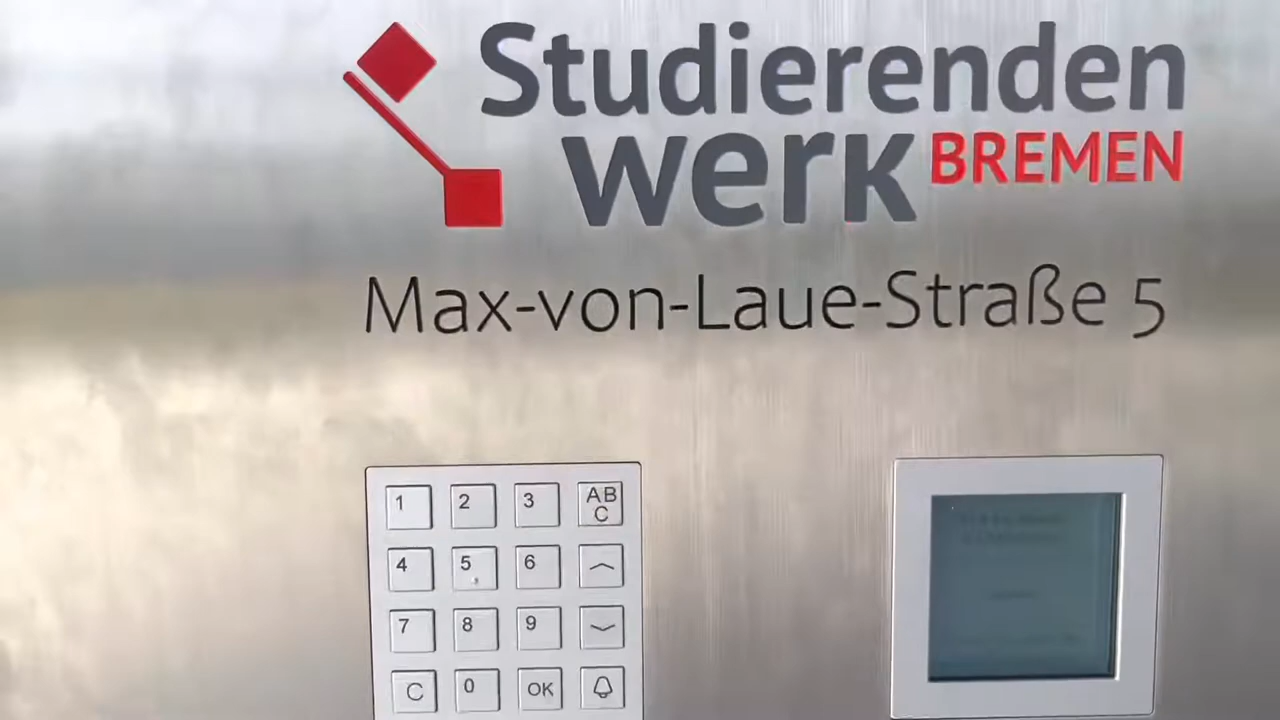 Studierenden
werk BREMEN
Max-von-Laue-Straße 5
1 2 3 AB
C
4 5 6
7 8 9
C 0 OK